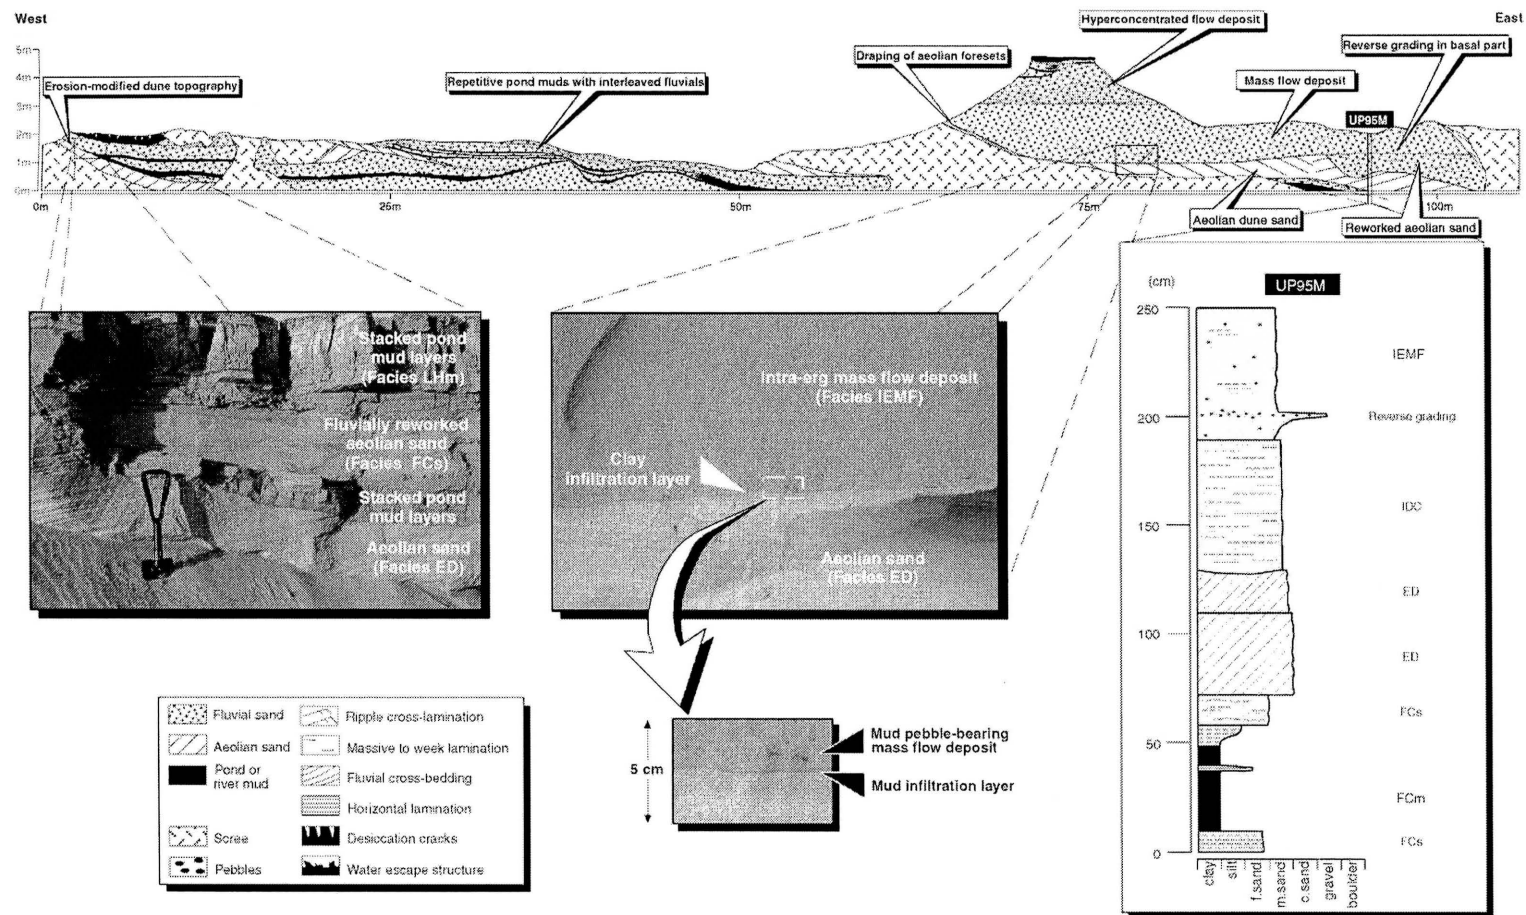 West
East
Hyperconcentrated flow deposit
Draping of aeolian foresets
Reverse grading in basal part
Mass flow deposit
Erosion-modified dune topography
Repetitive pond muds with interleaved fluvials
UP95M
5m
4m
3m
2m
1m
0m
0m
25m
50m
75m
100m
Aeolian dune sand
Reworked aeolian sand
Stacked pond
mud layers
(Facies LHm)
Fluvially reworked
aeolian sand
(Facies FCs)
Stacked pond
mud layers
Aeolian sand
(Facies ED)
Intra-erg mass flow deposit
(Facies IEMF)
Clay
infiltration layer
Aeolian sand
(Facies ED)
5 cm
Mud pebble-bearing
mass flow deposit
Mud infiltration layer
Fluvial sand
Aeolian sand
Pond or
river mud
Scree
Pebbles
Ripple cross-lamination
Massive to week lamination
Fluvial cross-bedding
Horizontal lamination
Desiccation cracks
Water escape structure
(cm)
UP95M
250
200
150
100
50
0
IEMF
Reverse grading
ED
ED
FCs
FCm
FCs
clay
silt
f.sand
m.sand
c.sand
gravel
boulder